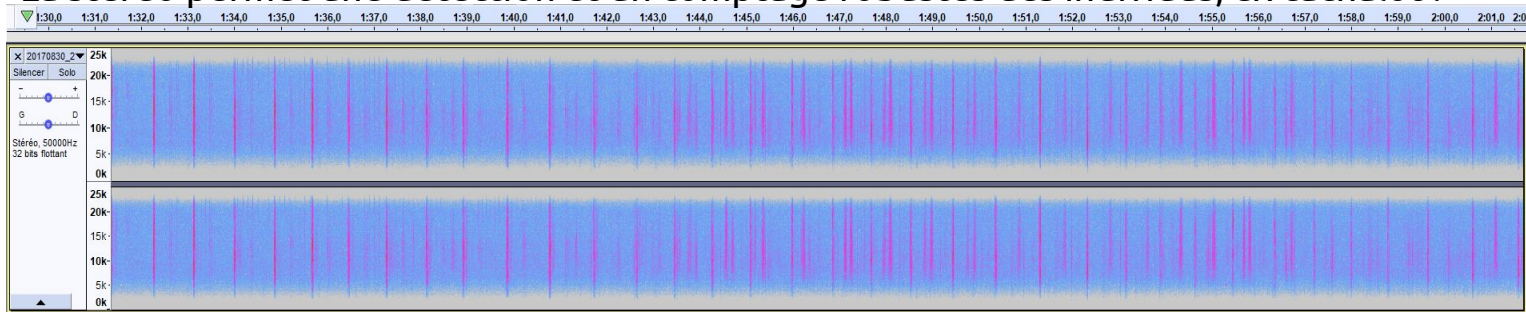 1:30,0 1:31,0 1:32,0 1:33,0 1:34,0 1:35,0 1:36,0 1:37,0 1:38,0 1:39,0 1:40,0 1:41,0 1:42,0 1:43,0 1:44,0 1:45,0 1:46,0 1:47,0 1:48,0 1:49,0 1:50,0 1:51,0 1:52,0 1:53,0 1:54,0 1:55,0 1:56,0 1:57,0 1:58,0 1:59,0 2:00,0 2:01,0 2:0
20170830_2
Silencer Solo
- +
G D
Stéréo, 50000Hz
32 bits flottant
25k
20k
15k
10k
5k
0k
25k
20k
15k
10k
5k
0k